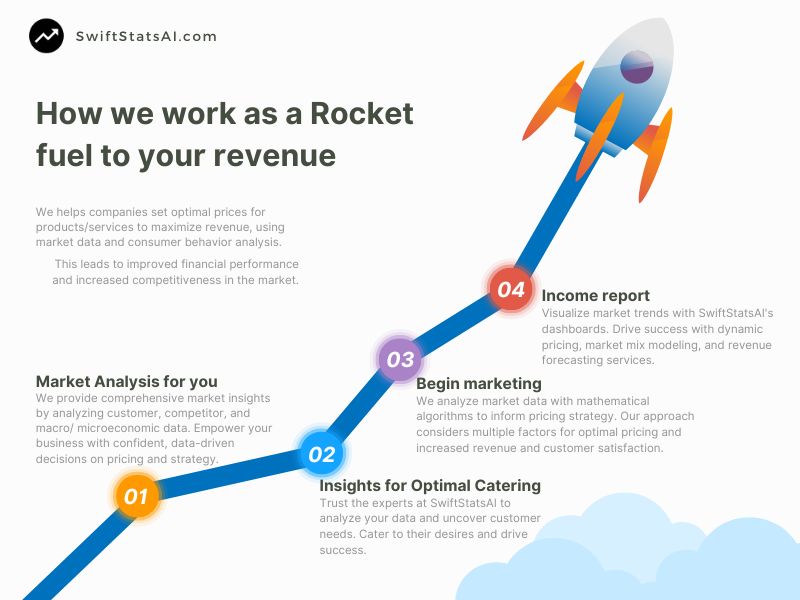 SwiftStatsAI.com
How we work as a Rocket
fuel to your revenue
We helps companies set optimal prices for
products/services to maximize revenue, using
market data and consumer behavior analysis.
This leads to improved financial performance
and increased competitiveness in the market.
01
Market Analysis for you
We provide comprehensive market insights
by analyzing customer, competitor, and
macro/ microeconomic data. Empower your
business with confident, data-driven
decisions on pricing and strategy.
02
Insights for Optimal Catering
Trust the experts at SwiftStatsAI to
analyze your data and uncover customer
needs. Cater to their desires and drive
success.
03
Begin marketing
We analyze market data with mathematical
algorithms to inform pricing strategy. Our approach
considers multiple factors for optimal pricing and
increased revenue and customer satisfaction.
04
Income report
Visualize market trends with SwiftStatsAI's
dashboards. Drive success with dynamic
pricing, market mix modeling, and revenue
forecasting services.